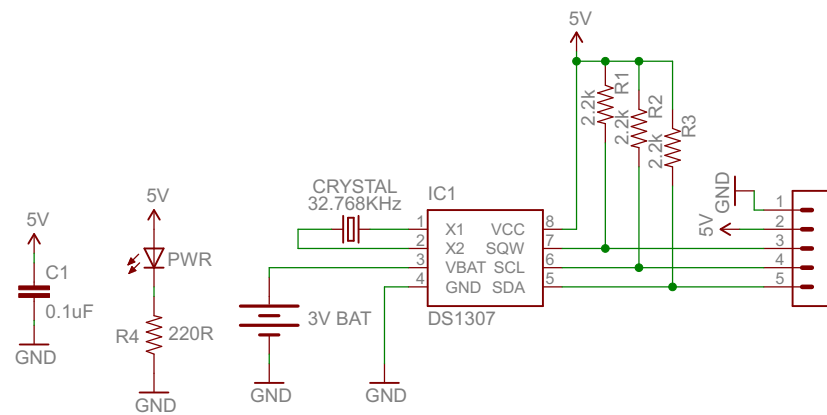 5V
C1
0.1uF
GND
5V
PWR
R4
220R
GND
CRYSTAL
32.768KHz
3V BAT
GND
GND
IC1
1
2
3
4
X1
X2
VBAT
GND
VCC
SQW
SCL
SDA
8
7
6
5
DS1307
5V
R1
2.2k
R2
2.2k
R3
2.2k
GND
5V
1
2
3
4
5